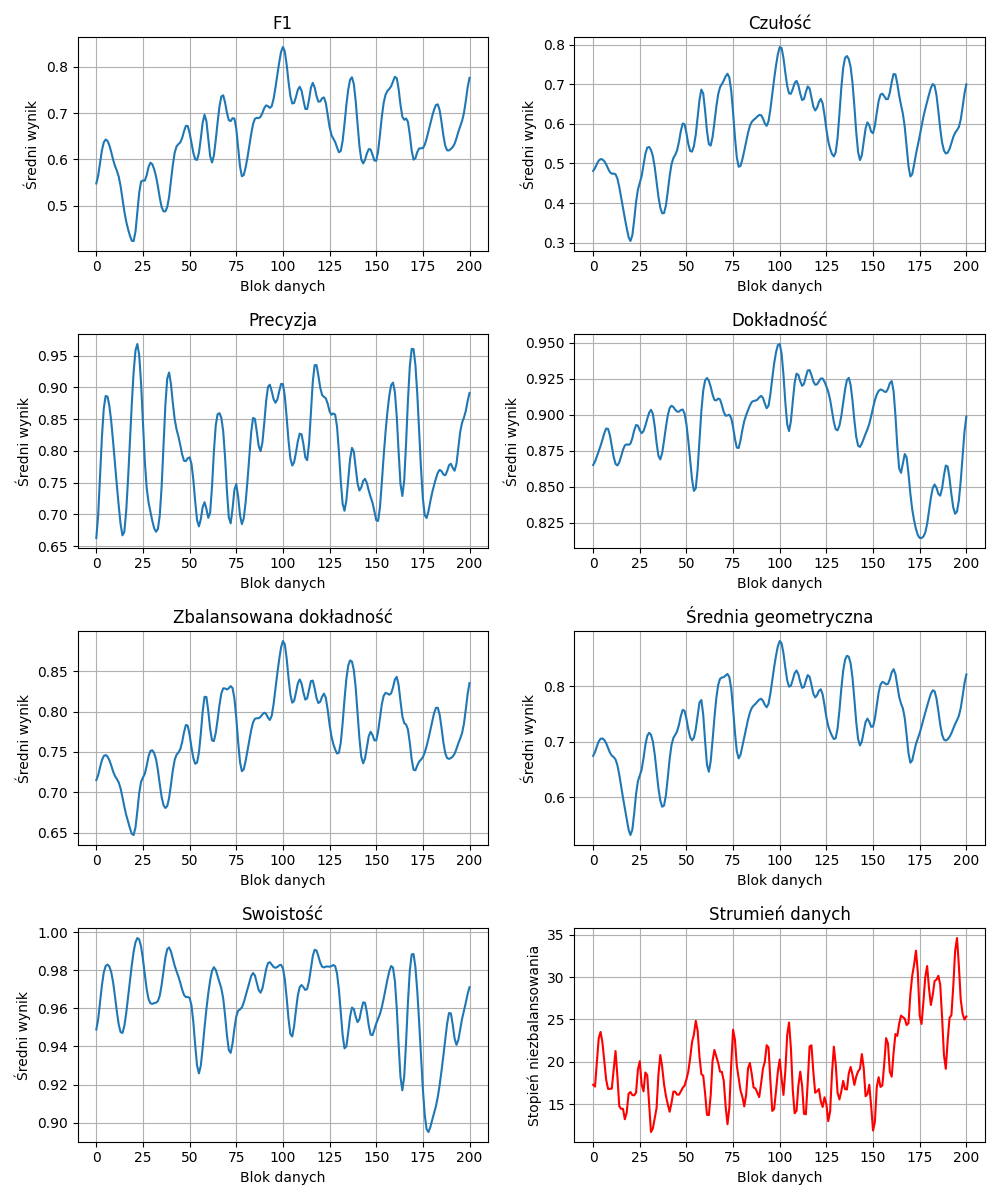 F1
Średni wynik
0.8
0.7
0.6
0.5
0 25 50 75 100 125 150 175 200
Blok danych
Czułość
Średni wynik
0.8
0.7
0.6
0.5
0.4
0.3
0 25 50 75 100 125 150 175 200
Blok danych
Precyzja
Średni wynik
0.95
0.90
0.85
0.80
0.75
0.70
0.65
0 25 50 75 100 125 150 175 200
Blok danych
Dokładność
Średni wynik
0.950
0.925
0.900
0.875
0.850
0.825
0 25 50 75 100 125 150 175 200
Blok danych
Zbalansowana dokładność
Średni wynik
0.85
0.80
0.75
0.70
0.65
0 25 50 75 100 125 150 175 200
Blok danych
Średnia geometryczna
Średni wynik
0.8
0.7
0.6
0 25 50 75 100 125 150 175 200
Blok danych
Swoistość
Średni wynik
1.00
0.98
0.96
0.94
0.92
0.90
0 25 50 75 100 125 150 175 200
Blok danych
Strumień danych
Stopień niezbalansowania
35
30
25
20
15
0 25 50 75 100 125 150 175 200
Blok danych